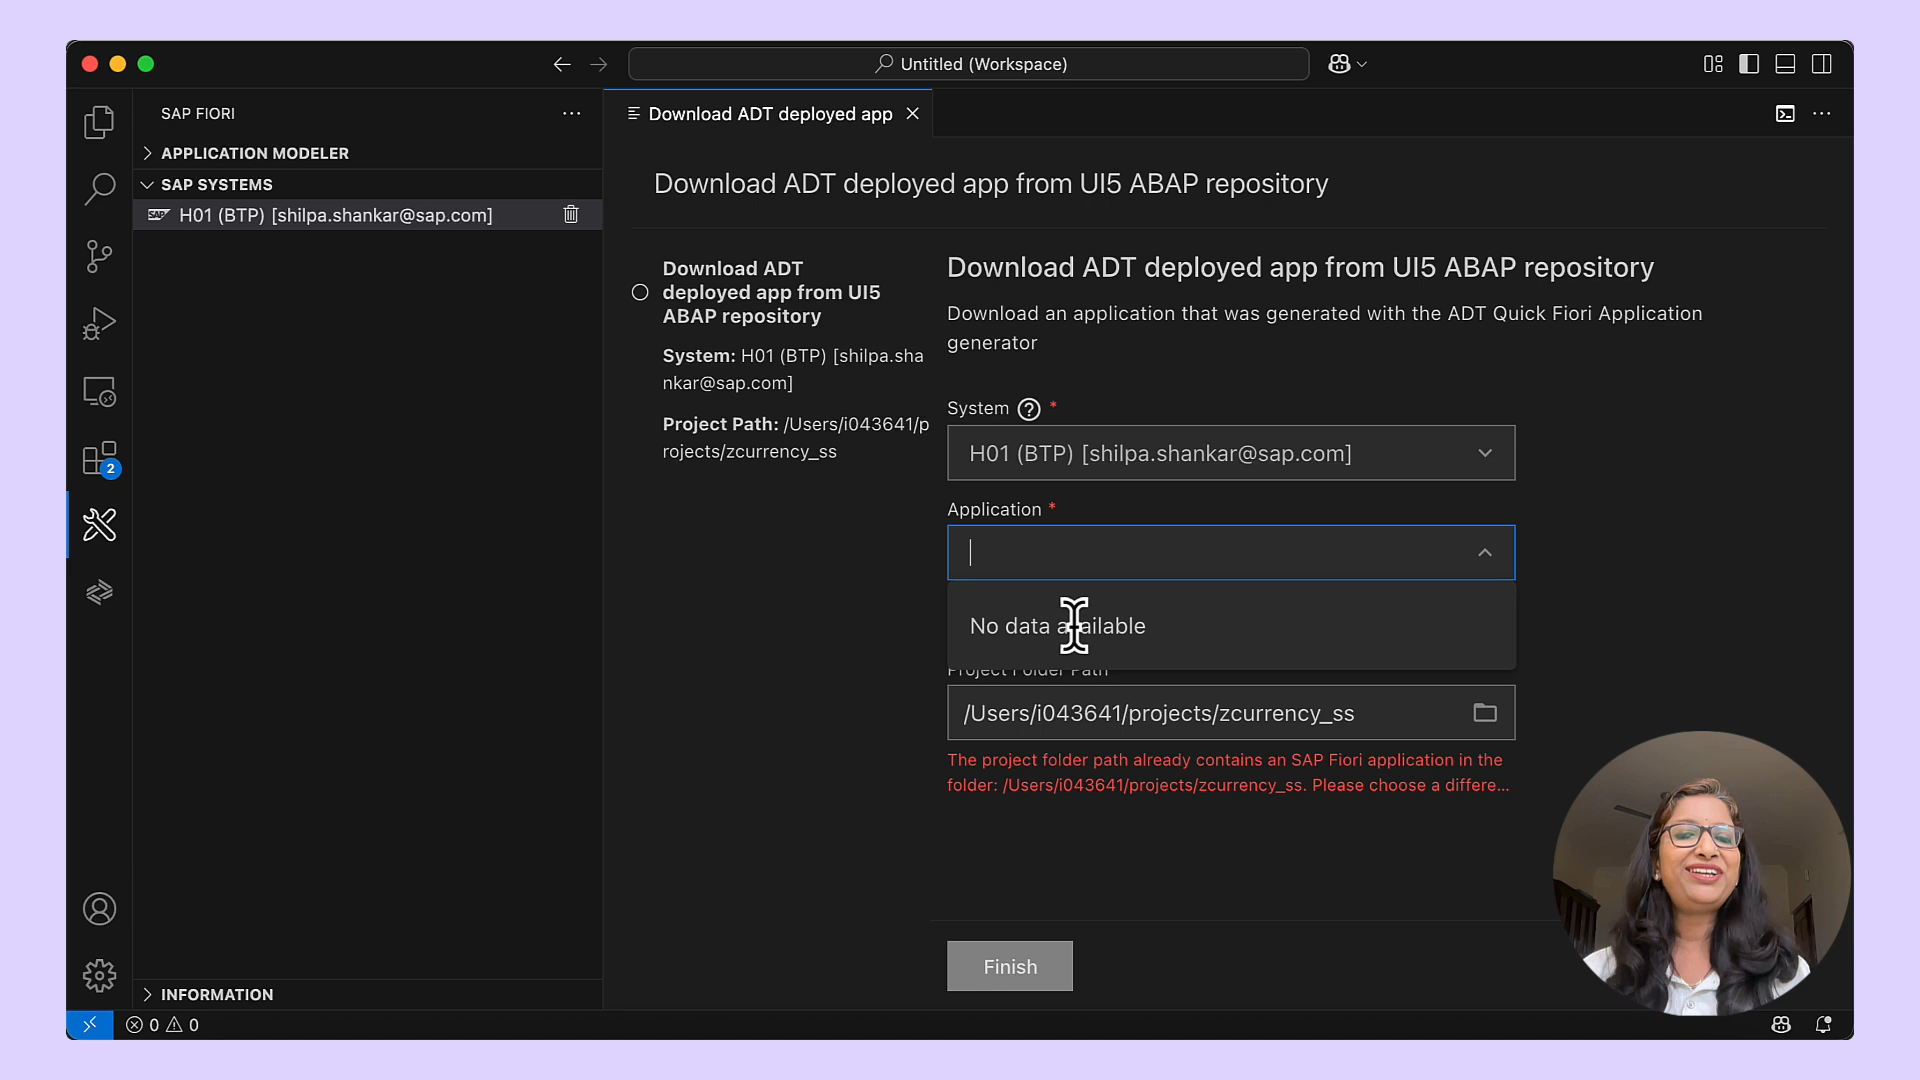 Untitled (Workspace)
SAP FIORI
APPLICATION MODELER
SAP SYSTEMS
SAP H01 (BTP) [shilpa.shankar@sap.com]
2
INFORMATION
0 0
Download ADT deployed app
Download ADT deployed app from UI5 ABAP repository
Download ADT
deployed app from UI5
ABAP repository
System: H01 (BTP) [shilpa.sha
nkar@sap.com]
Project Path: /Users/i043641/p
rojects/zcurrency_ss
Download ADT deployed app from UI5 ABAP repository
Download an application that was generated with the ADT Quick Fiori Application
generator
System ? *
H01 (BTP) [shilpa.shankar@sap.com]
Application *
No data available
Project Folder Path
/Users/i043641/projects/zcurrency_ss
The project folder path already contains an SAP Fiori application in the
folder: /Users/i043641/projects/zcurrency_ss. Please choose a differe...
Finish